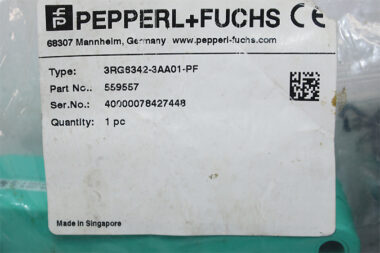 PEPPERL+FUCHS CE
68307 Mannheim, Germany www.pepperl-fuchs.com
Type: 3RG6342-3AA01-PF
Part No.: 559557
Ser.No.: 40000078427448
Quantity: 1 pc
Made in Singapore